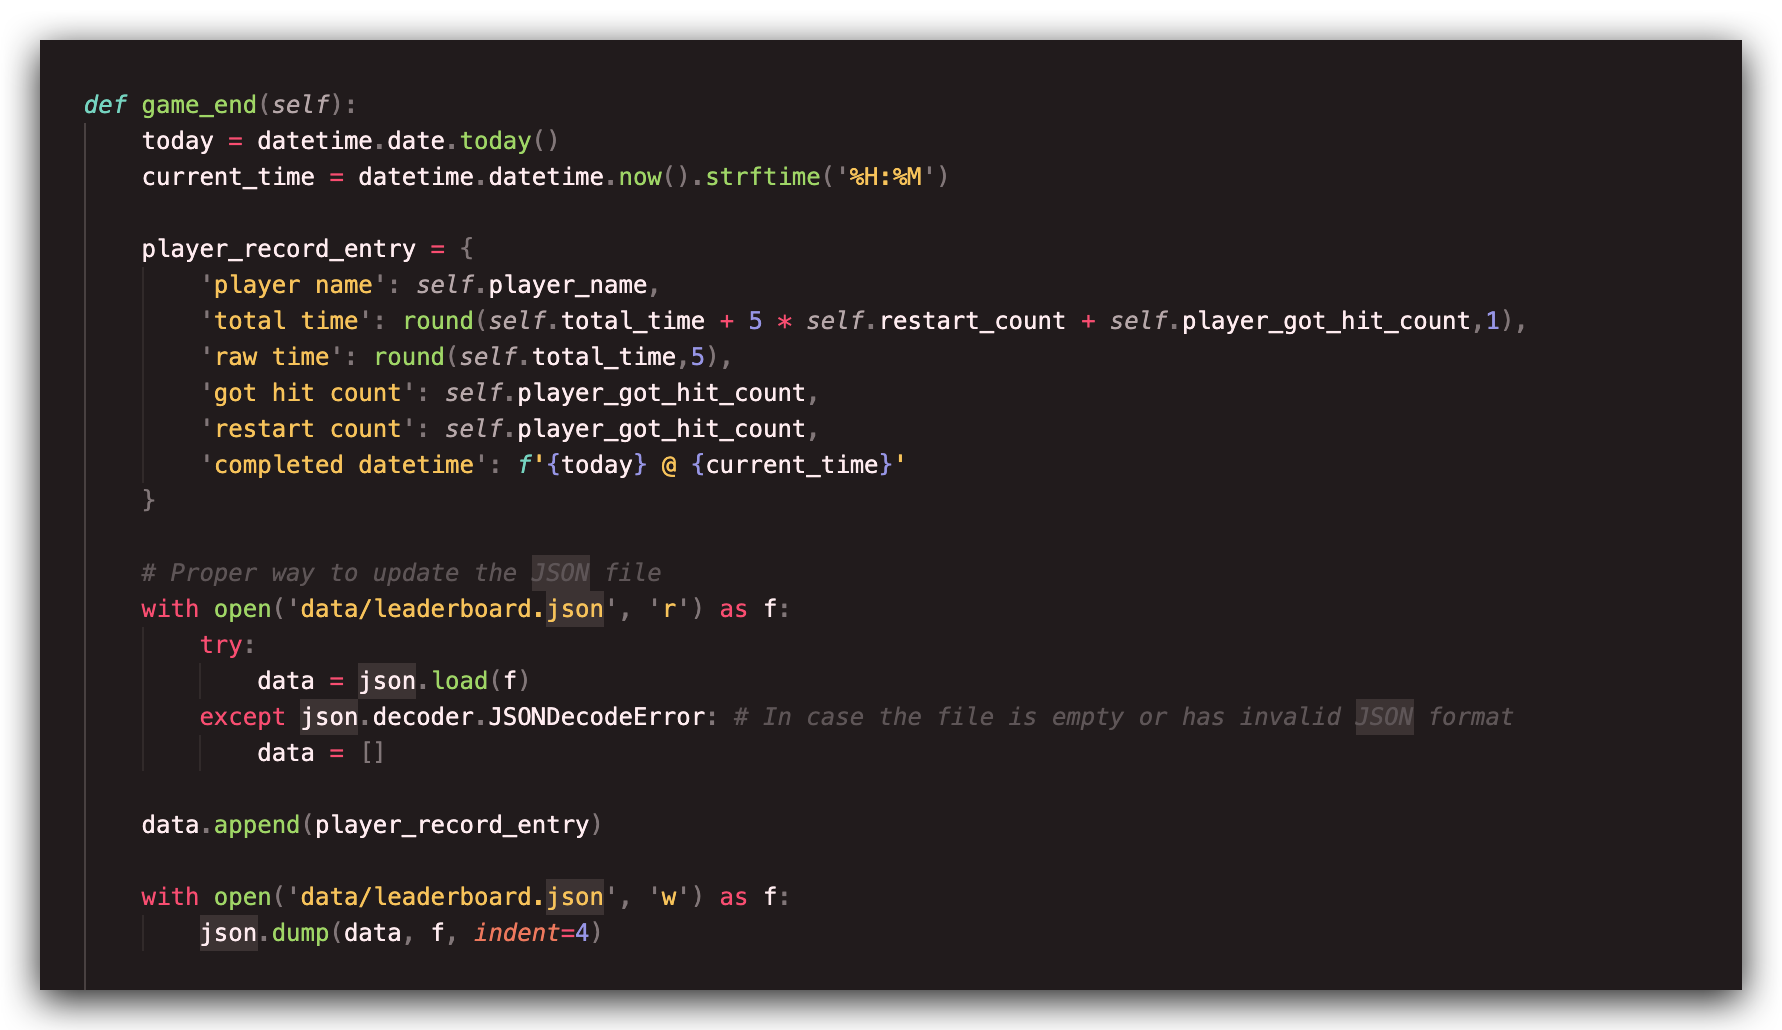 def game_end(self):
    today = datetime.date.today()
    current_time = datetime.datetime.now().strftime('%H:%M')

    player_record_entry = {
        'player name': self.player_name,
        'total time': round(self.total_time + 5 * self.restart_count + self.player_got_hit_count,1),
        'raw time': round(self.total_time,5),
        'got hit count': self.player_got_hit_count,
        'restart count': self.player_got_hit_count,
        'completed datetime': f'{today} @ {current_time}'
    }

    # Proper way to update the JSON file
    with open('data/leaderboard.json', 'r') as f:
        try:
            data = json.load(f)
        except json.decoder.JSONDecodeError: # In case the file is empty or has invalid JSON format
            data = []

    data.append(player_record_entry)

    with open('data/leaderboard.json', 'w') as f:
        json.dump(data, f, indent=4)